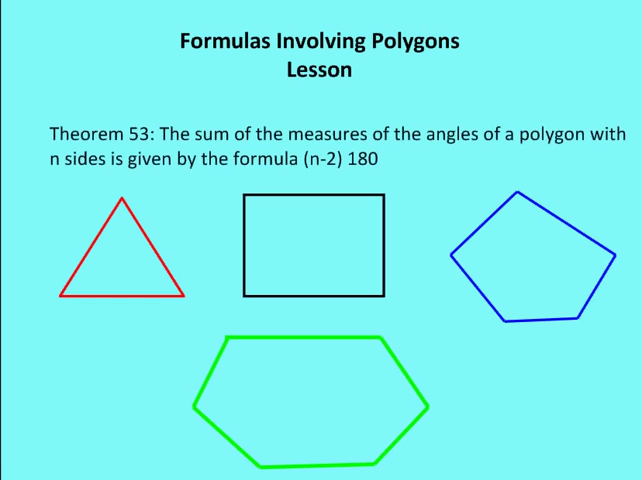 Formulas Involving Polygons
Lesson
Theorem 53: The sum of the measures of the angles of a polygon with
n sides is given by the formula (n-2) 180